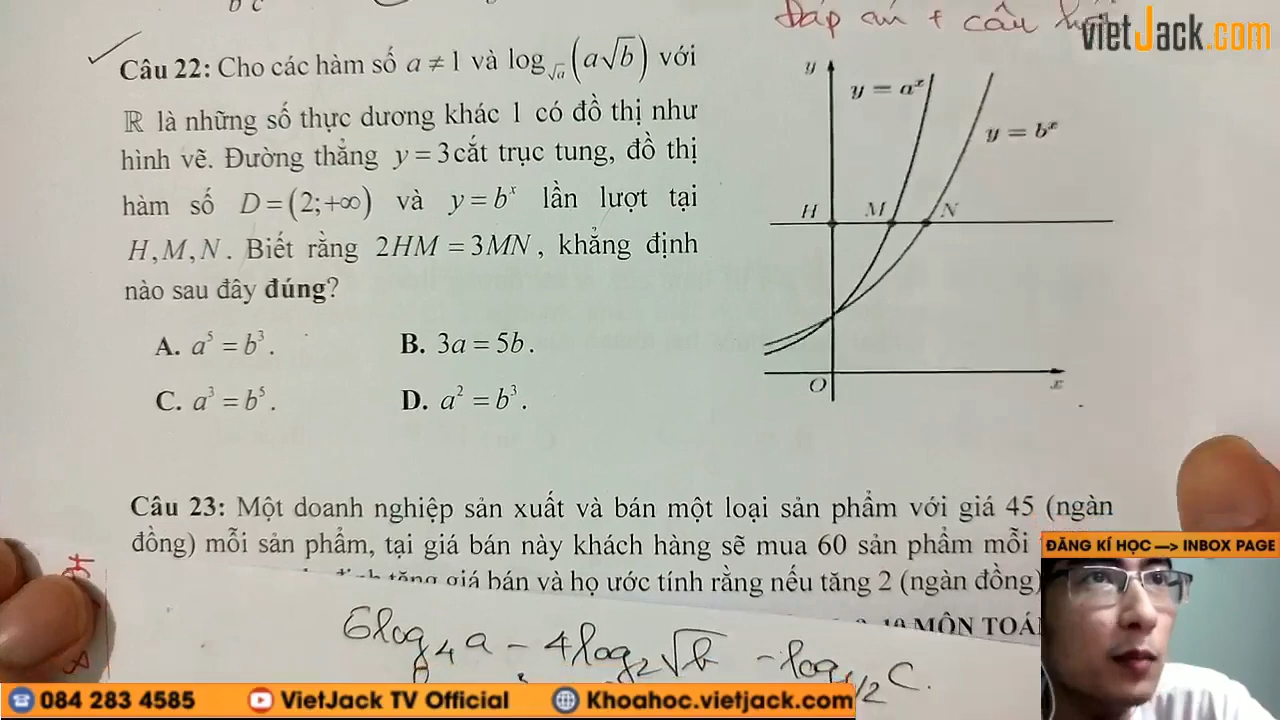 b c
Đáp án + câu
vietJack.com
Câu 22: Cho các hàm số a ≠ 1 và log_{√a}(a√b) với
ℝ là những số thực dương khác 1 có đồ thị như
hình vẽ. Đường thẳng y = 3 cắt trục tung, đồ thị
hàm số D = (2;+∞) và y = b^x lần lượt tại
H, M, N. Biết rằng 2HM = 3MN, khẳng định
nào sau đây đúng?
A. a^5 = b^3.
B. 3a = 5b.
C. a^3 = b^5.
D. a^2 = b^3.
y
y = a^x
y = b^x
H M N
O x
Câu 23: Một doanh nghiệp sản xuất và bán một loại sản phẩm với giá 45 (ngàn
đồng) mỗi sản phẩm, tại giá bán này khách hàng sẽ mua 60 sản phẩm mỗi
tăng giá bán và họ ước tính rằng nếu tăng 2 (ngàn đồng)
MÔN TOÁ
6log_4 a - 4log_2 √b - log_{1/2} c.
ĐĂNG KÍ HỌC —> INBOX PAGE
084 283 4585 VietJack TV Official Khoahoc.vietjack.com